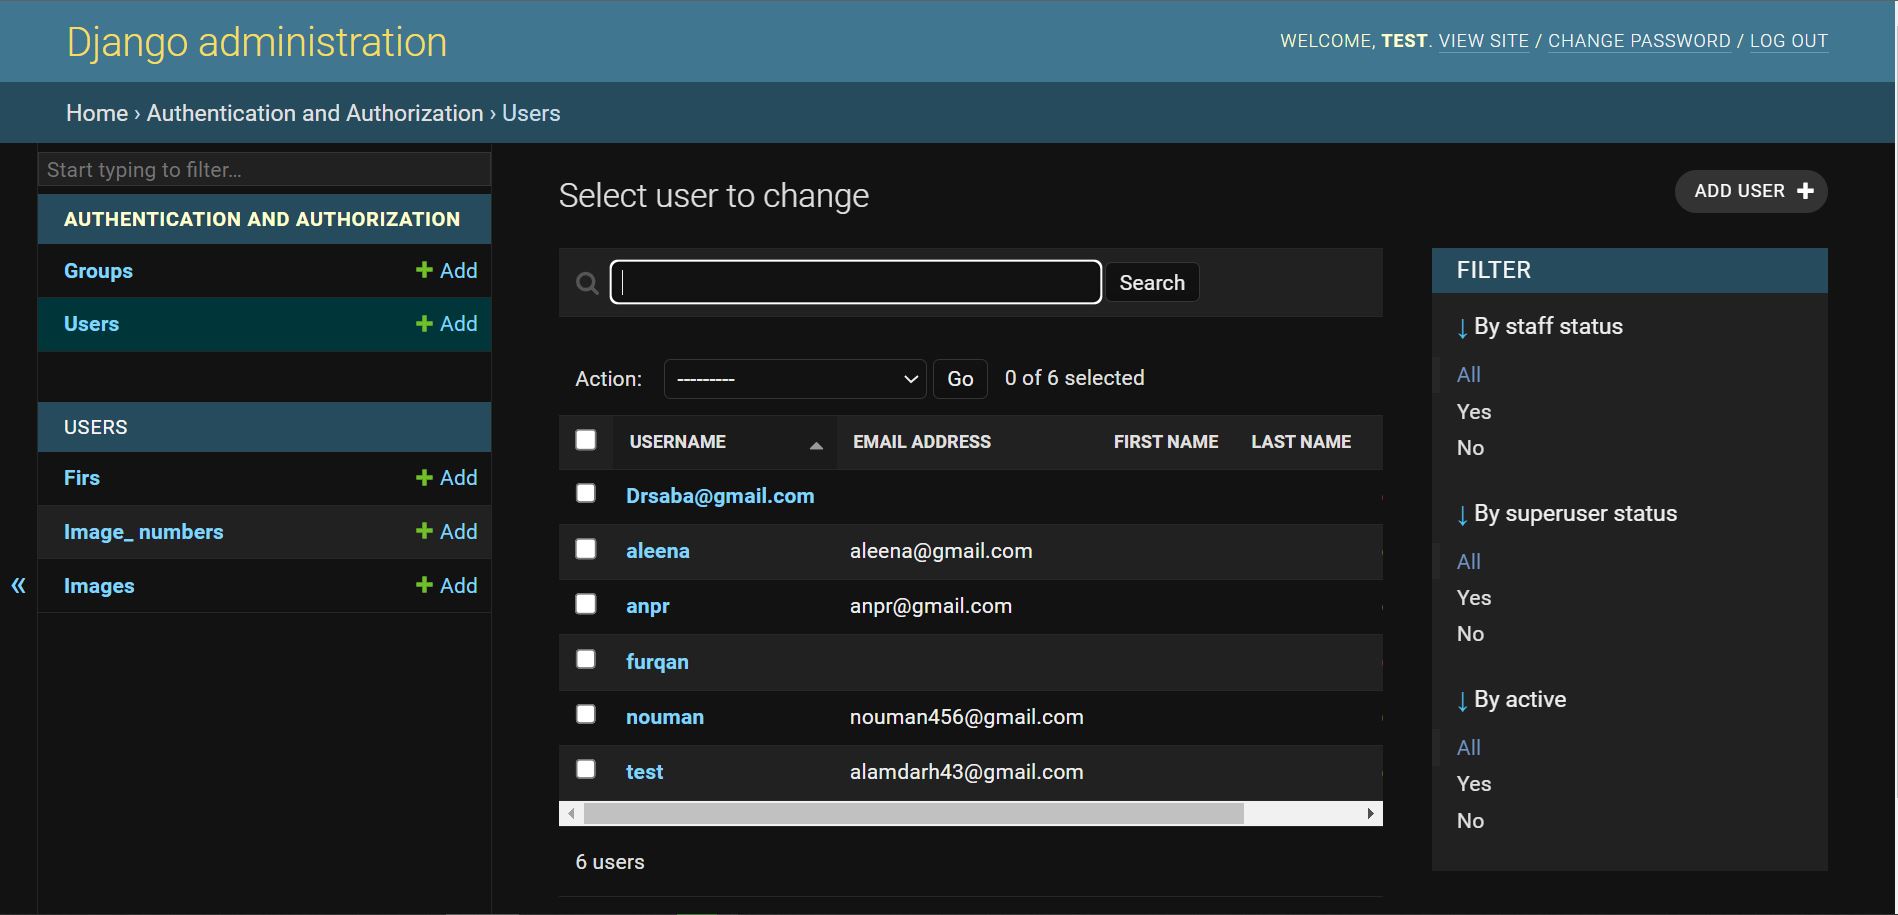 Django administration
WELCOME, TEST. VIEW SITE / CHANGE PASSWORD / LOG OUT
Home › Authentication and Authorization › Users
Start typing to filter...
AUTHENTICATION AND AUTHORIZATION
Groups + Add
Users + Add
USERS
Firs + Add
Image_ numbers + Add
Images + Add
«
Select user to change
ADD USER +
Search
Action: --------- Go 0 of 6 selected
USERNAME EMAIL ADDRESS FIRST NAME LAST NAME
Drsaba@gmail.com
aleena aleena@gmail.com
anpr anpr@gmail.com
furqan
nouman nouman456@gmail.com
test alamdarh43@gmail.com
6 users
FILTER
↓ By staff status
All
Yes
No
↓ By superuser status
All
Yes
No
↓ By active
All
Yes
No